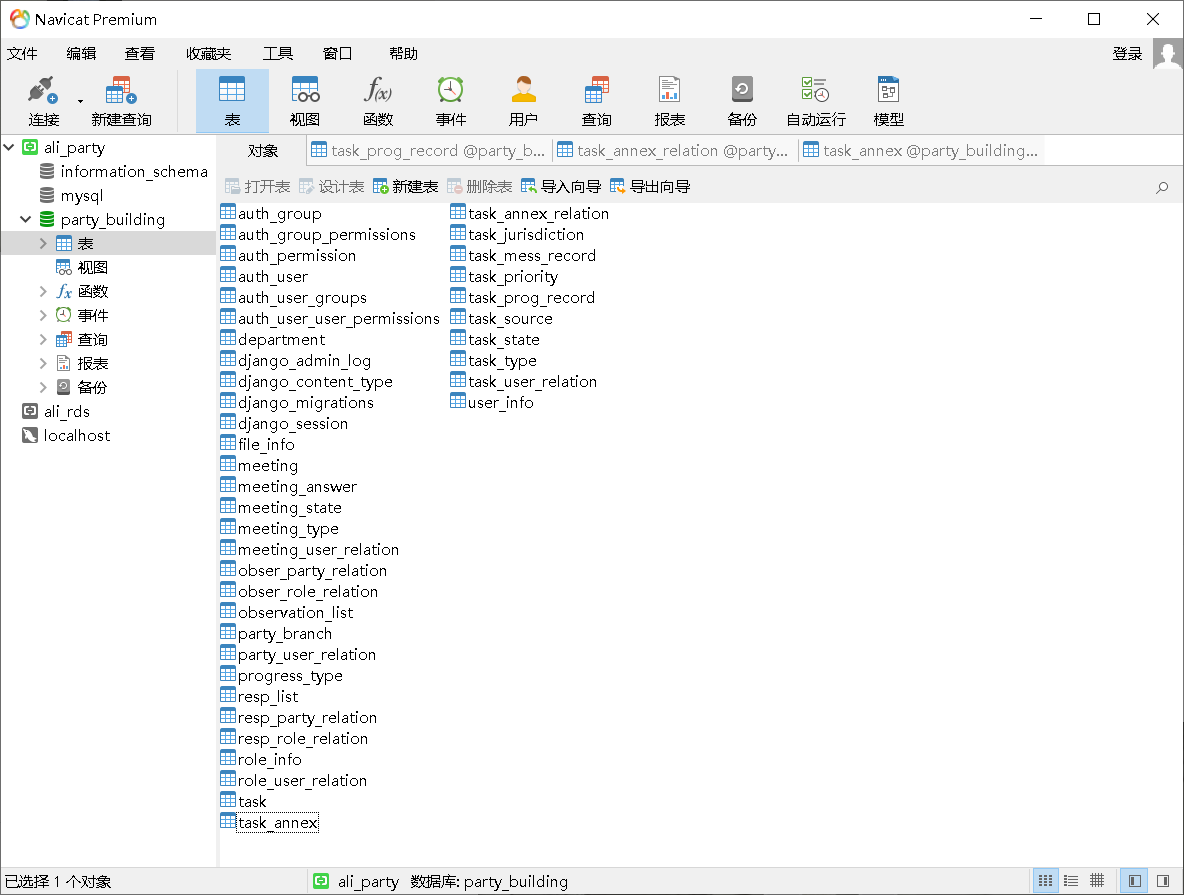 Navicat Premium
文件 编辑 查看 收藏夹 工具 窗口 帮助 登录
连接 新建查询 表 视图 函数 事件 用户 查询 报表 备份 自动运行 模型
对象 task_prog_record @party_b... task_annex_relation @party... task_annex @party_building...
打开表 设计表 新建表 删除表 导入向导 导出向导
ali_party
information_schema
mysql
party_building
表
视图
函数
事件
查询
报表
备份
ali_rds
localhost
auth_group
auth_group_permissions
auth_permission
auth_user
auth_user_groups
auth_user_user_permissions
department
django_admin_log
django_content_type
django_migrations
django_session
file_info
meeting
meeting_answer
meeting_state
meeting_type
meeting_user_relation
obser_party_relation
obser_role_relation
observation_list
party_branch
party_user_relation
progress_type
resp_list
resp_party_relation
resp_role_relation
role_info
role_user_relation
task
task_annex
task_annex_relation
task_jurisdiction
task_mess_record
task_priority
task_prog_record
task_source
task_state
task_type
task_user_relation
user_info
已选择 1 个对象 ali_party 数据库: party_building